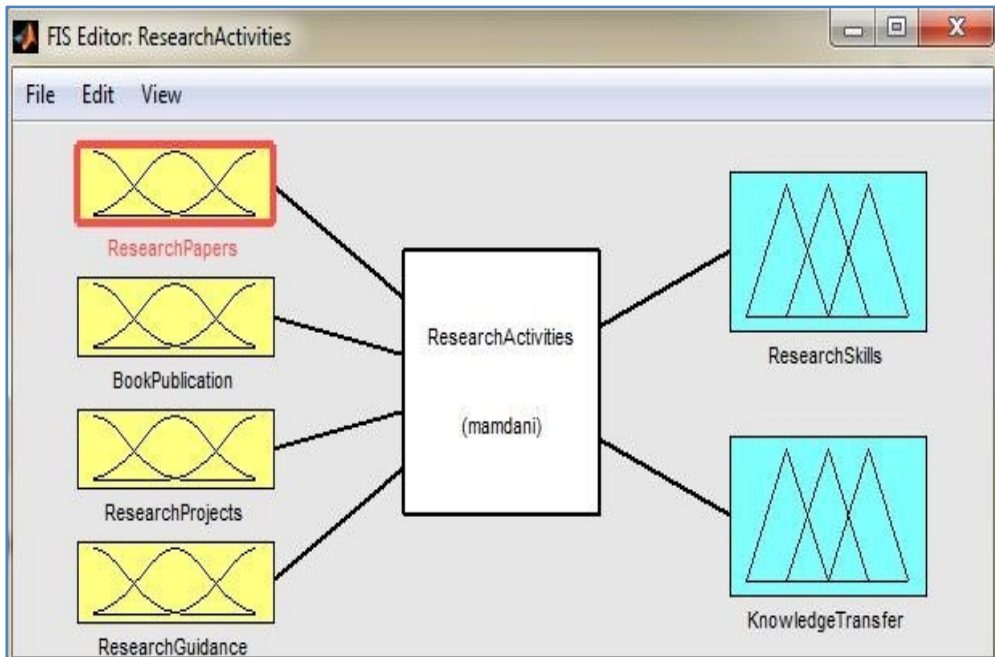 FIS Editor: ResearchActivities
File Edit View
ResearchPapers
BookPublication
ResearchProjects
ResearchGuidance
ResearchActivities
(mamdani)
ResearchSkills
KnowledgeTransfer